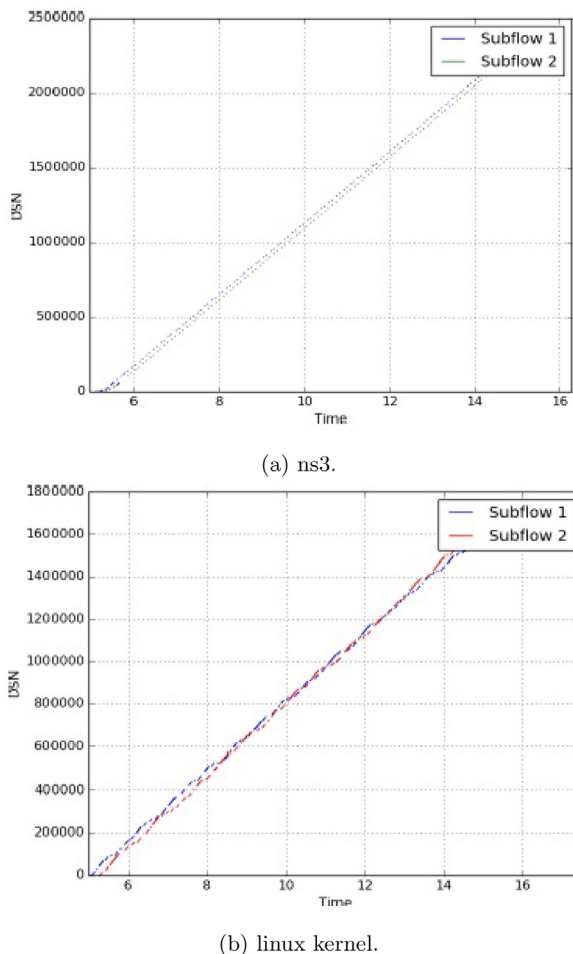 2500000
Subflow 1
Subflow 2
2000000
1500000
DSN
1000000
500000
0
6 8 10 12 14 16
Time
(a) ns3.
1800000
Subflow 1
1600000
Subflow 2
1400000
1200000
1000000
DSN
800000
600000
400000
200000
0
6 8 10 12 14 16
Time
(b) linux kernel.